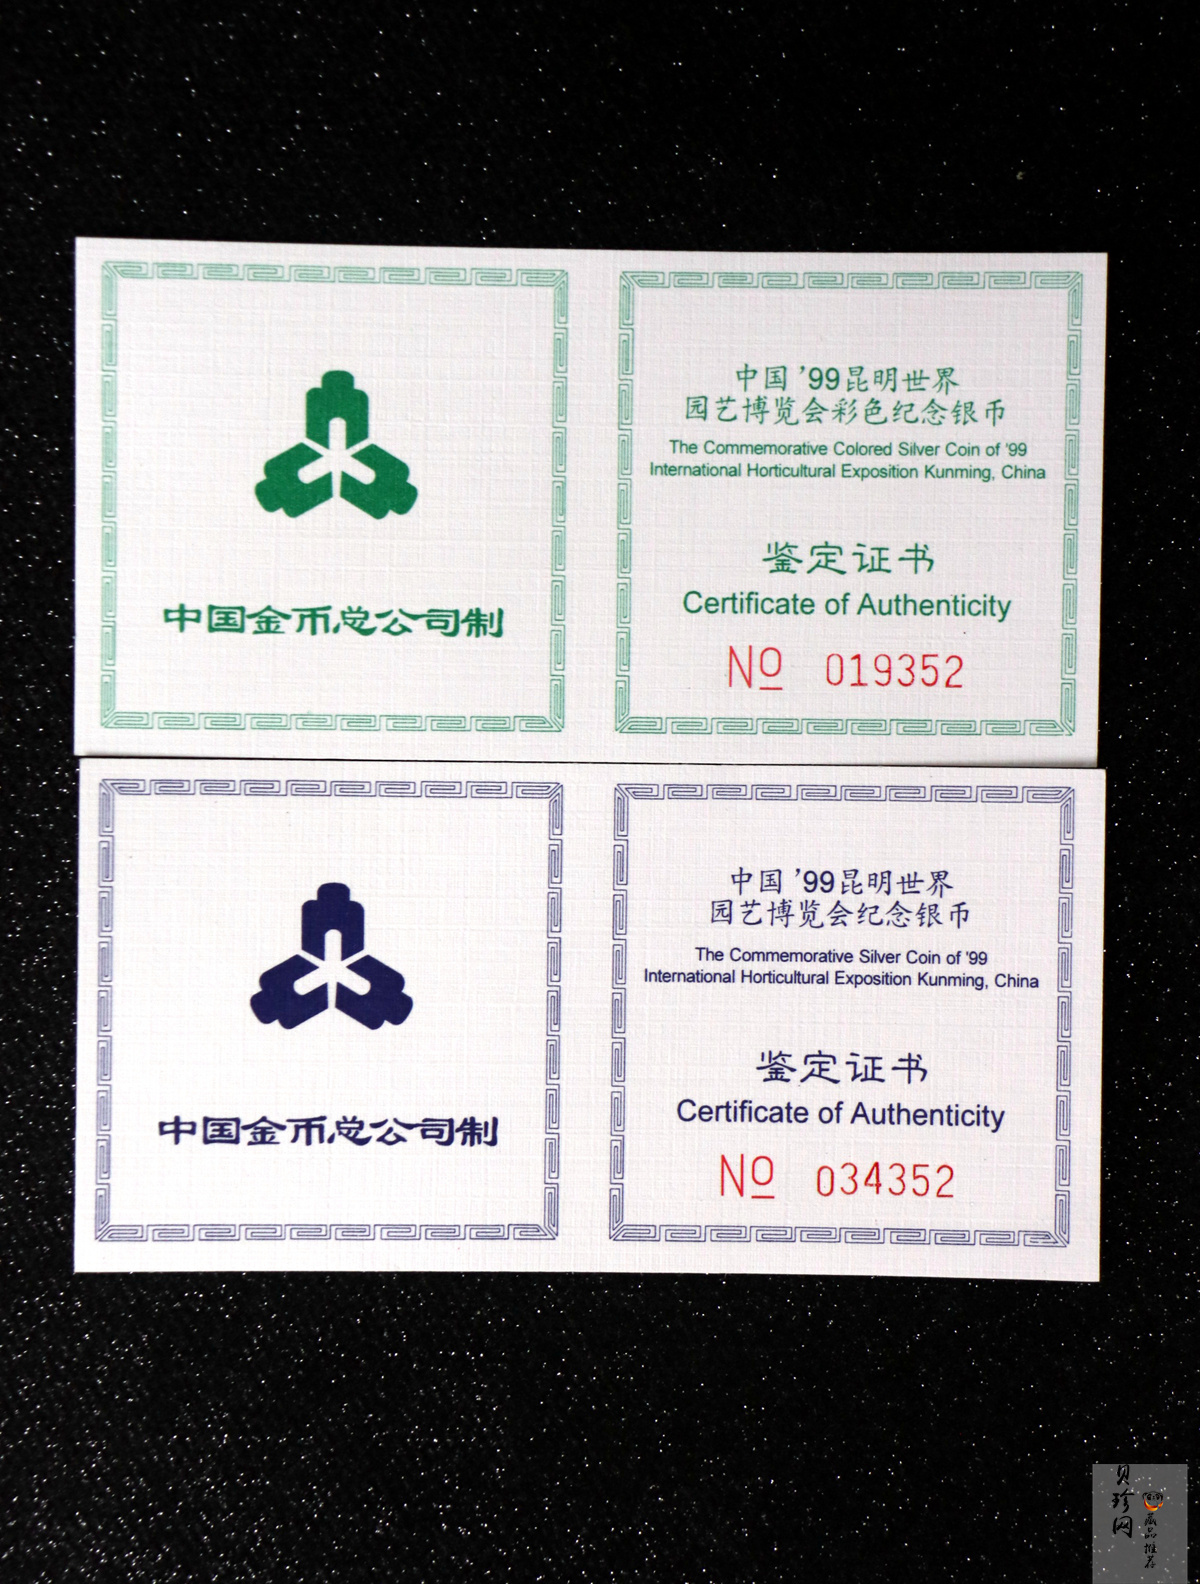 中国 '99昆明世界
园艺博览会彩色纪念银币
The Commemorative Colored Silver Coin of '99
International Horticultural Exposition Kunming, China
鉴定证书
Certificate of Authenticity
中国金币总公司制
No 019352
中国 '99昆明世界
园艺博览会纪念银币
The Commemorative Silver Coin of '99
International Horticultural Exposition Kunming, China
鉴定证书
Certificate of Authenticity
中国金币总公司制
No 034352
贝珍网
藏品推荐